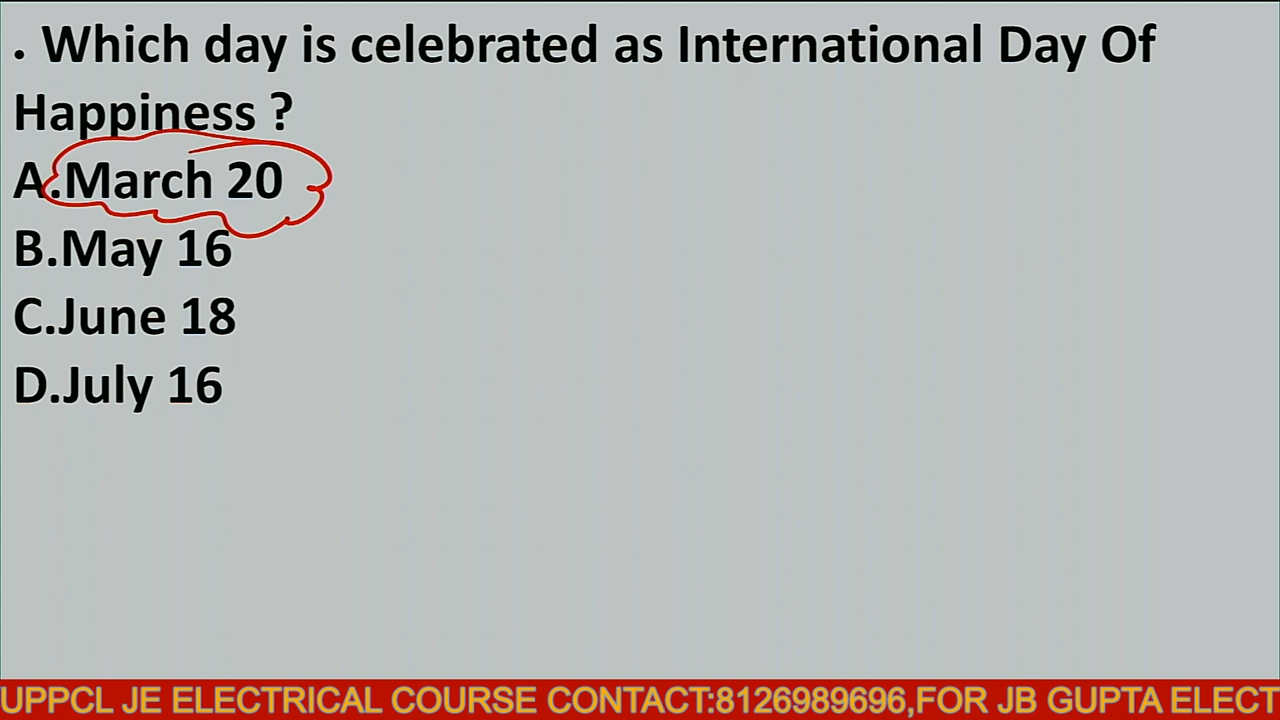 • Which day is celebrated as International Day Of
Happiness ?
A.March 20
B.May 16
C.June 18
D.July 16
UPPCL JE ELECTRICAL COURSE CONTACT:8126989696,FOR JB GUPTA ELECT